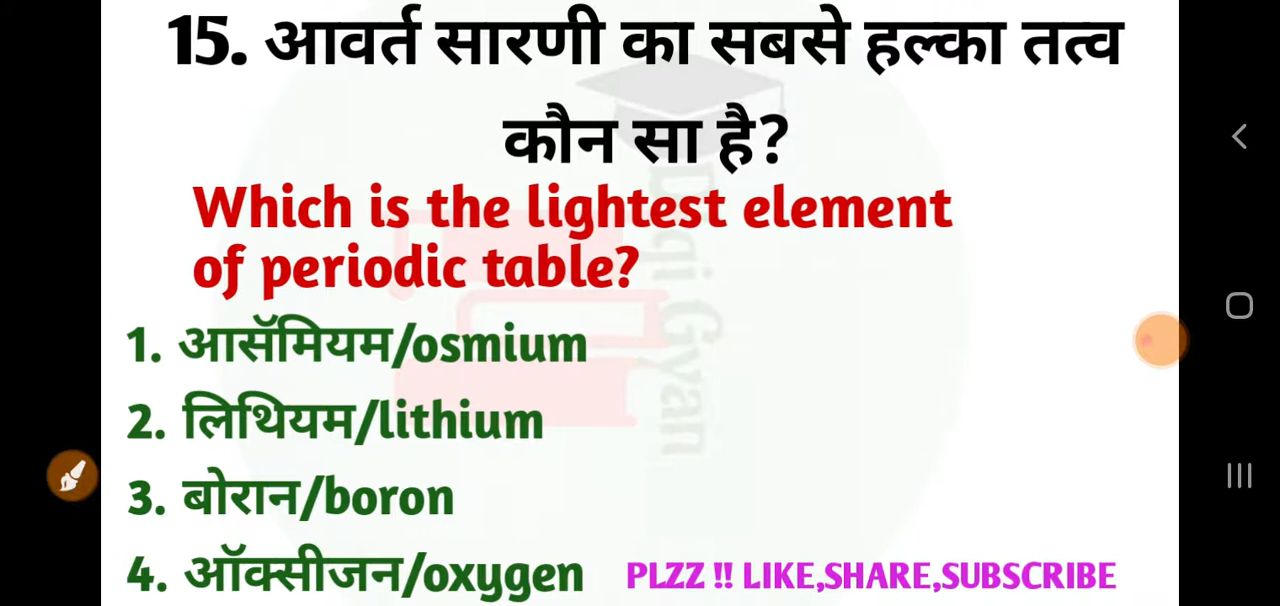 15. आवर्त सारणी का सबसे हल्का तत्व
कौन सा है?
Which is the lightest element
of periodic table?
1. आसॅमियम/osmium
2. लिथियम/lithium
3. बोरान/boron
4. ऑक्सीजन/oxygen
PLZZ !! LIKE,SHARE,SUBSCRIBE